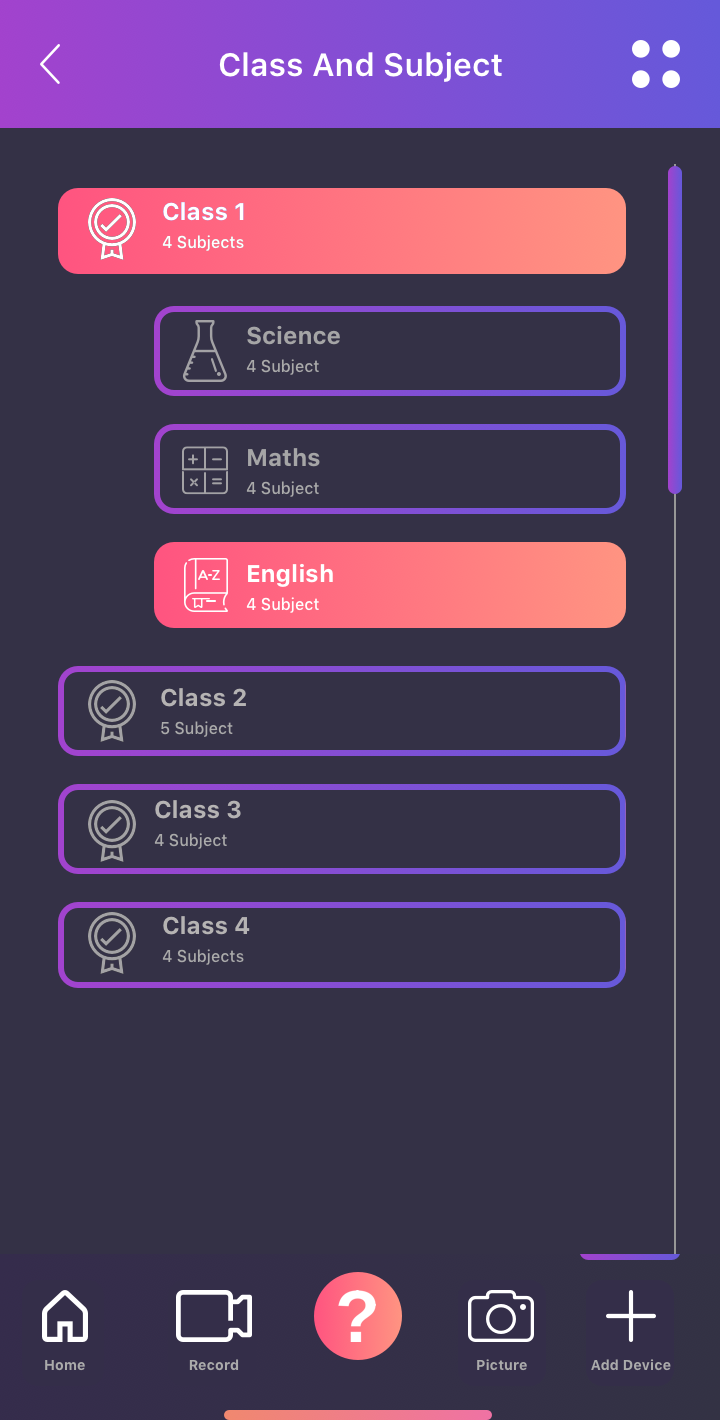 Class And Subject
Class 1
4 Subjects
Science
4 Subject
Maths
4 Subject
A-Z
English
4 Subject
Class 2
5 Subject
Class 3
4 Subject
Class 4
4 Subjects
?
Home
Record
Picture
Add Device